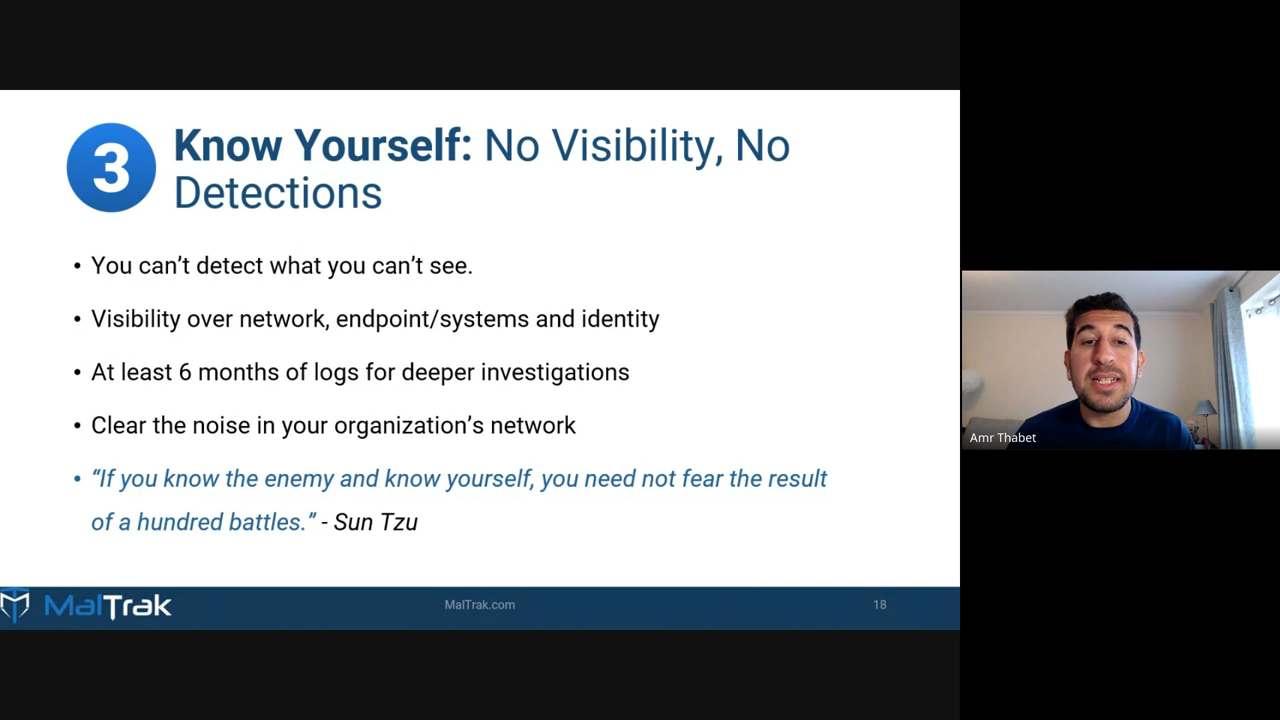 3
Know Yourself: No Visibility, No
Detections
• You can’t detect what you can’t see.
• Visibility over network, endpoint/systems and identity
• At least 6 months of logs for deeper investigations
• Clear the noise in your organization’s network
• “If you know the enemy and know yourself, you need not fear the result
of a hundred battles.” - Sun Tzu
MalTrak
MalTrak.com
18
Amr Thabet